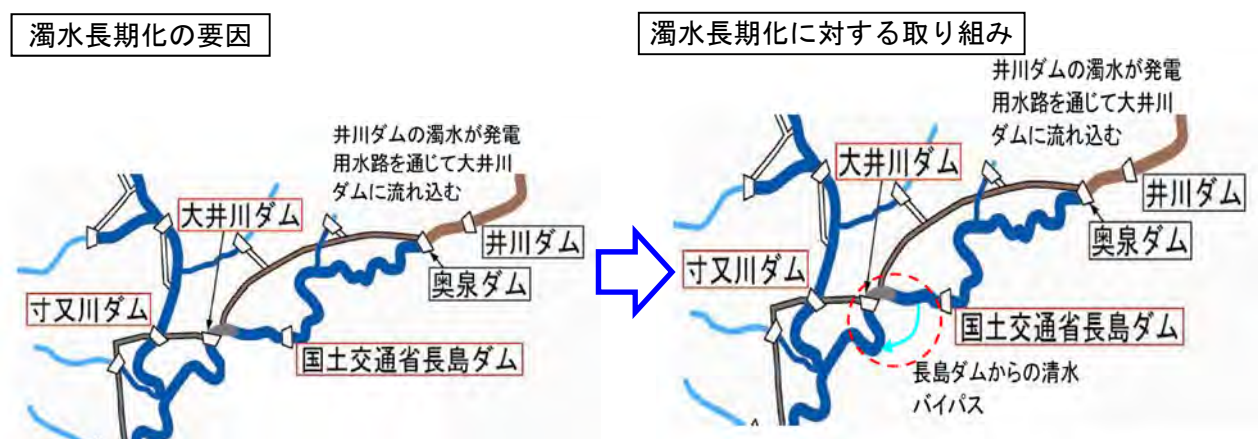 濁水長期化の要因
井川ダムの濁水が発電
用水路を通じて大井川
ダムに流れ込む
大井川ダム
井川ダム
奥泉ダム
寸又川ダム
国土交通省長島ダム
濁水長期化に対する取り組み
井川ダムの濁水が発電
用水路を通じて大井川
ダムに流れ込む
大井川ダム
井川ダム
奥泉ダム
寸又川ダム
国土交通省長島ダム
長島ダムからの清水
バイパス